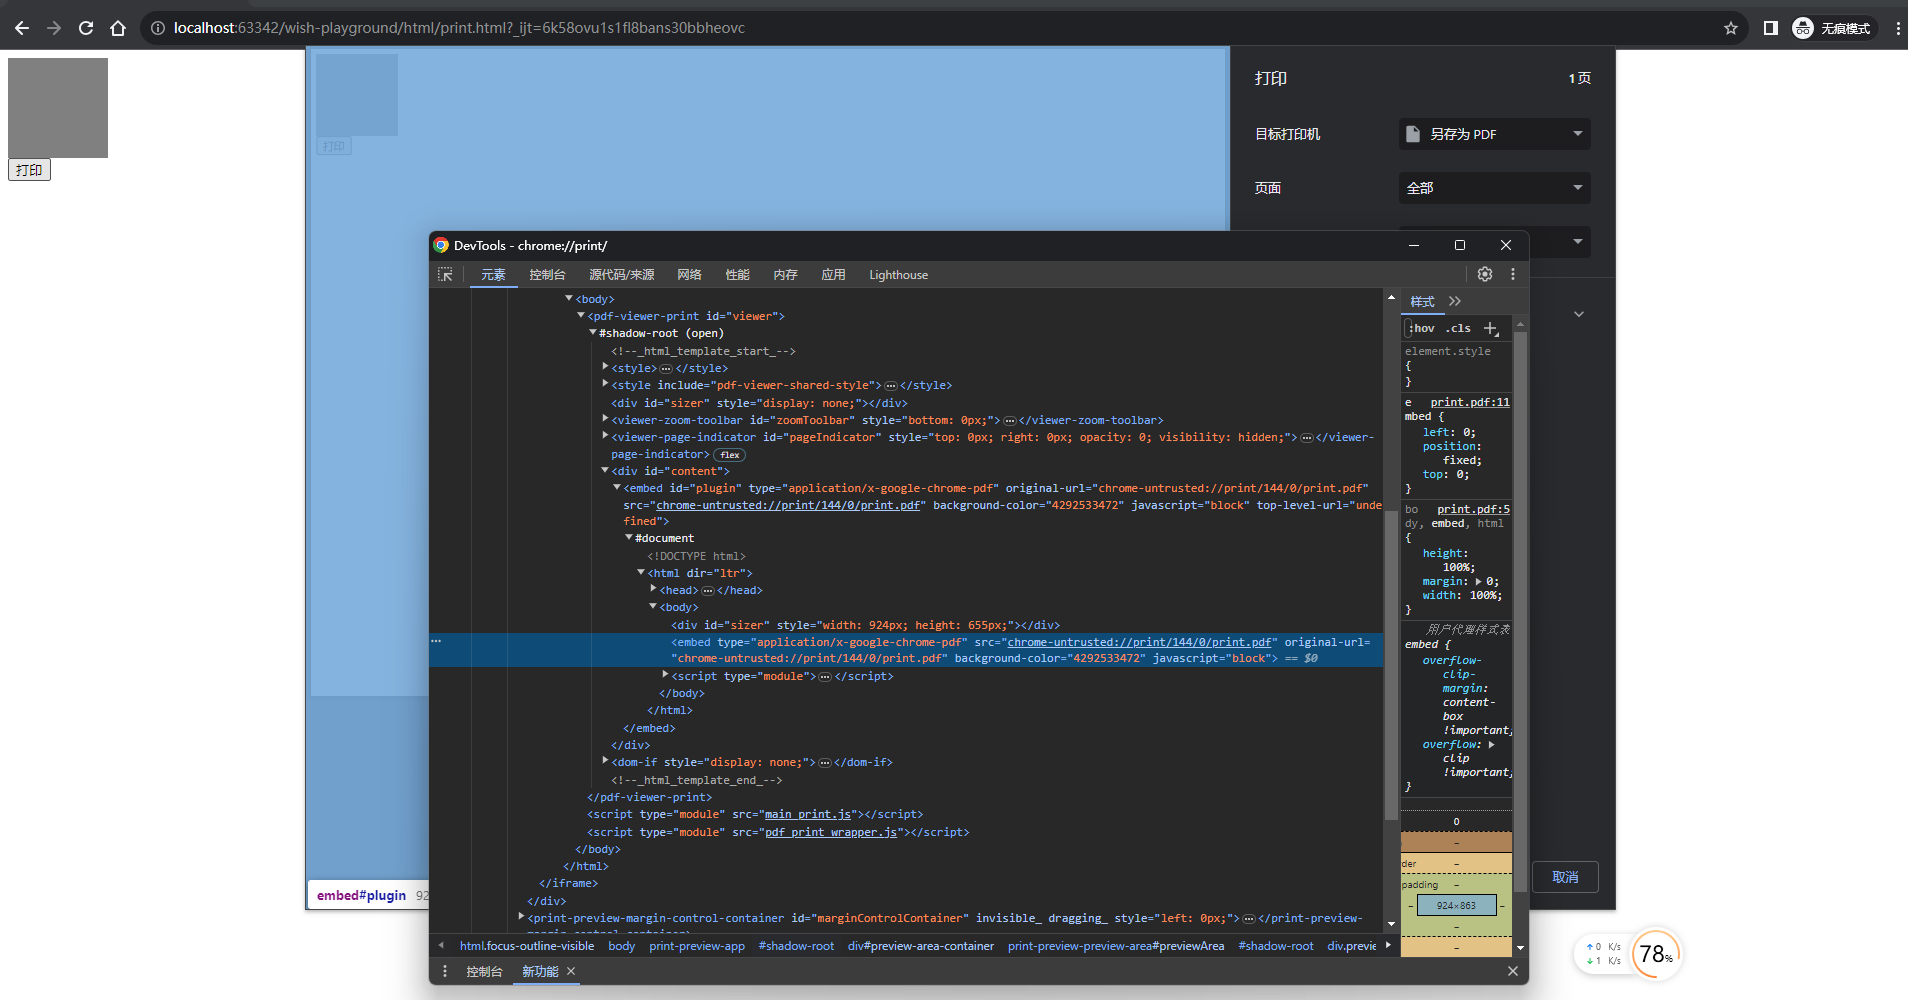 localhost:63342/wish-playground/html/print.html?_ijt=6k58ovu1s1fl8bans30bbheovc
无痕模式
打印
打印
打印
1 页
目标打印机
另存为 PDF
页面
全部
DevTools - chrome://print/
元素 控制台 源代码/来源 网络 性能 内存 应用 Lighthouse
<body>
<pdf-viewer-print id="viewer">
#shadow-root (open)
<!--_html_template_start_-->
<style>…</style>
<style include="pdf-viewer-shared-style">…</style>
<div id="sizer" style="display: none;"></div>
<viewer-zoom-toolbar id="zoomToolbar" style="bottom: 0px;">…</viewer-zoom-toolbar>
<viewer-page-indicator id="pageIndicator" style="top: 0px; right: 0px; opacity: 0; visibility: hidden;">…</viewer-
page-indicator> flex
<div id="content">
<embed id="plugin" type="application/x-google-chrome-pdf" original-url="chrome-untrusted://print/144/0/print.pdf"
src="chrome-untrusted://print/144/0/print.pdf" background-color="4292533472" javascript="block" top-level-url="unde
fined">
#document
<!DOCTYPE html>
<html dir="ltr">
<head>…</head>
<body>
<div id="sizer" style="width: 924px; height: 655px;"></div>
<embed type="application/x-google-chrome-pdf" src="chrome-untrusted://print/144/0/print.pdf" original-url=
"chrome-untrusted://print/144/0/print.pdf" background-color="4292533472" javascript="block"> == $0
<script type="module">…</script>
</body>
</html>
</embed>
</div>
<dom-if style="display: none;">…</dom-if>
<!--_html_template_end_-->
</pdf-viewer-print>
<script type="module" src="main_print.js"></script>
<script type="module" src="pdf_print_wrapper.js"></script>
</body>
</html>
</iframe>
</div>
<print-preview-margin-control-container id="marginControlContainer" invisible_ dragging_ style="left: 0px;">…</print-preview-
margin-control-container>
html.focus-outline-visible body print-preview-app #shadow-root div#preview-area-container print-preview-preview-area#previewArea #shadow-root div.previe
控制台 新功能
样式
:hov .cls
element.style
{
}
e print.pdf:11
mbed {
left: 0;
position:
fixed;
top: 0;
}
bo print.pdf:5
dy, embed, html
{
height:
100%;
margin: 0;
width: 100%;
}
用户代理样式表
embed {
overflow-
clip-
margin:
content-
box
!important;
overflow:
clip
!important;
}
0
–
der –
padding –
– 924×863 –
–
–
取消
embed#plugin 92
0 K/s
1 K/s
78%